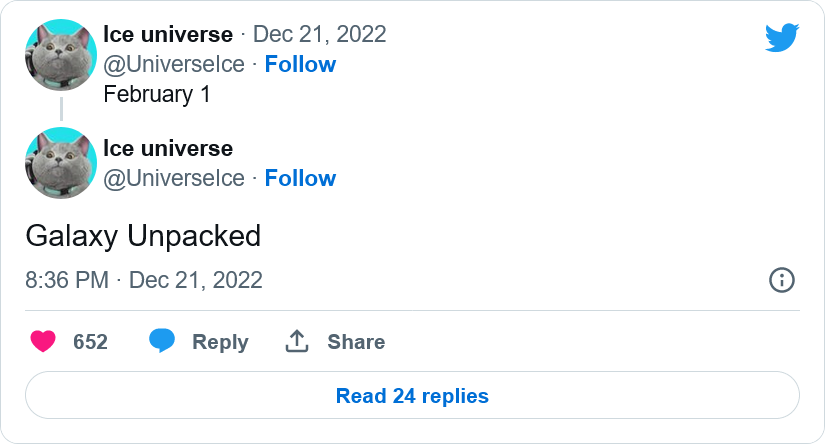 Ice universe · Dec 21, 2022
@UniverseIce · Follow
February 1
Ice universe
@UniverseIce · Follow
Galaxy Unpacked
8:36 PM · Dec 21, 2022
652 Reply Share
Read 24 replies